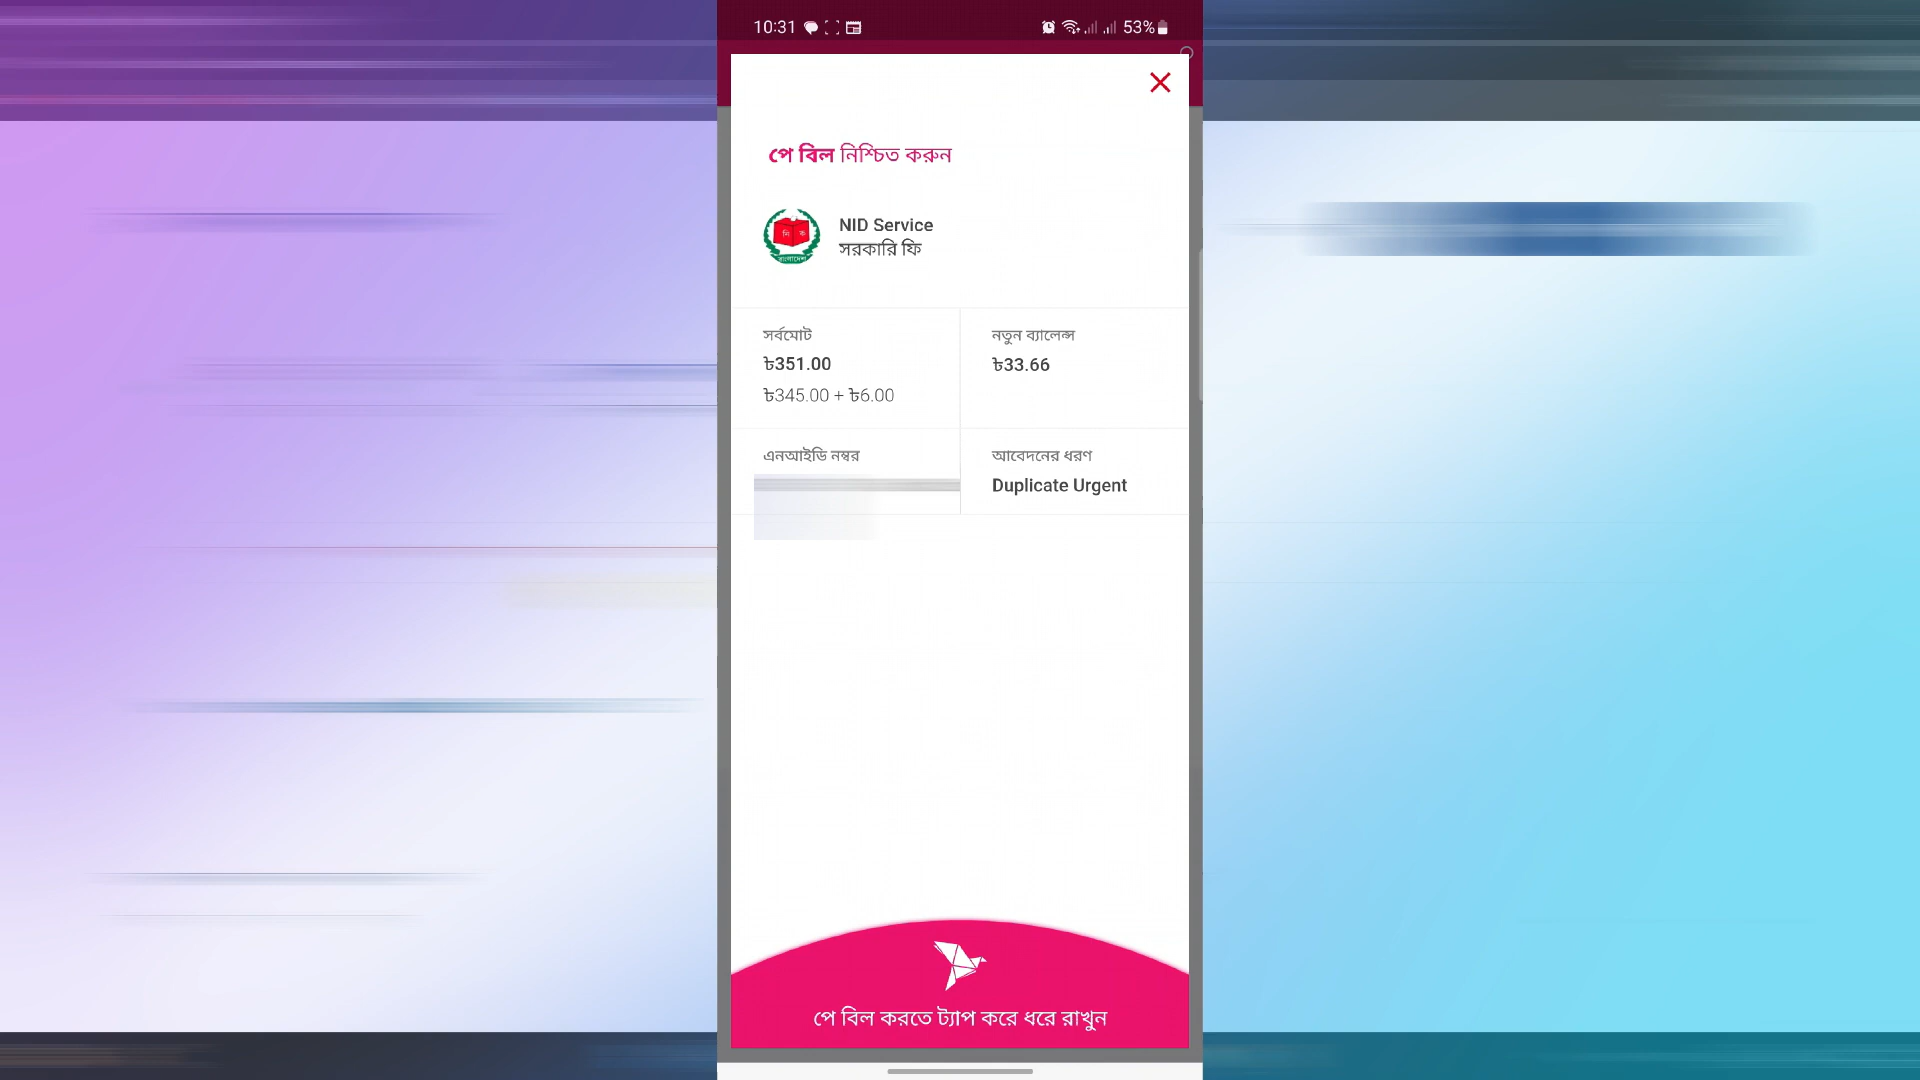 10:31 53%
পে বিল নিশ্চিত করুন
NID Service
সরকারি ফি
সর্বমোট
৳351.00
৳345.00 + ৳6.00
নতুন ব্যালেন্স
৳33.66
এনআইডি নম্বর
আবেদনের ধরণ
Duplicate Urgent
পে বিল করতে ট্যাপ করে ধরে রাখুন